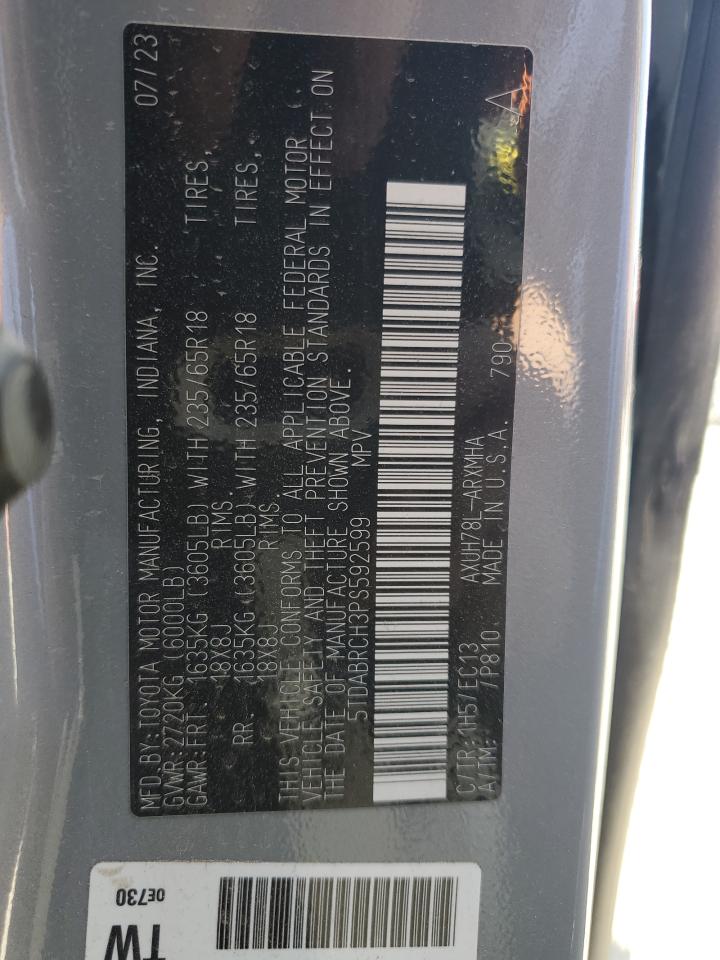 MFD.BY:TOYOTA MOTOR MANUFACTURING, INDIANA, INC. 07/23
GVWR:2720KG (6000LB)
GAWR:FRT. 1635KG (3605LB) WITH 235/65R18 TIRES,
18X8J RIMS.
RR. 1635KG (3605LB) WITH 235/65R18 TIRES,
18X8J RIMS.
THIS VEHICLE CONFORMS TO ALL APPLICABLE FEDERAL MOTOR
VEHICLE SAFETY AND THEFT PREVENTION STANDARDS IN EFFECT ON
THE DATE OF MANUFACTURE SHOWN ABOVE.
5TDABRCH3PS592599 MPV
C/TR:1H5/EC13 AXUH78L-ARXMHA
A/TM: /P810 MADE IN U.S.A. 790
0E730
TW